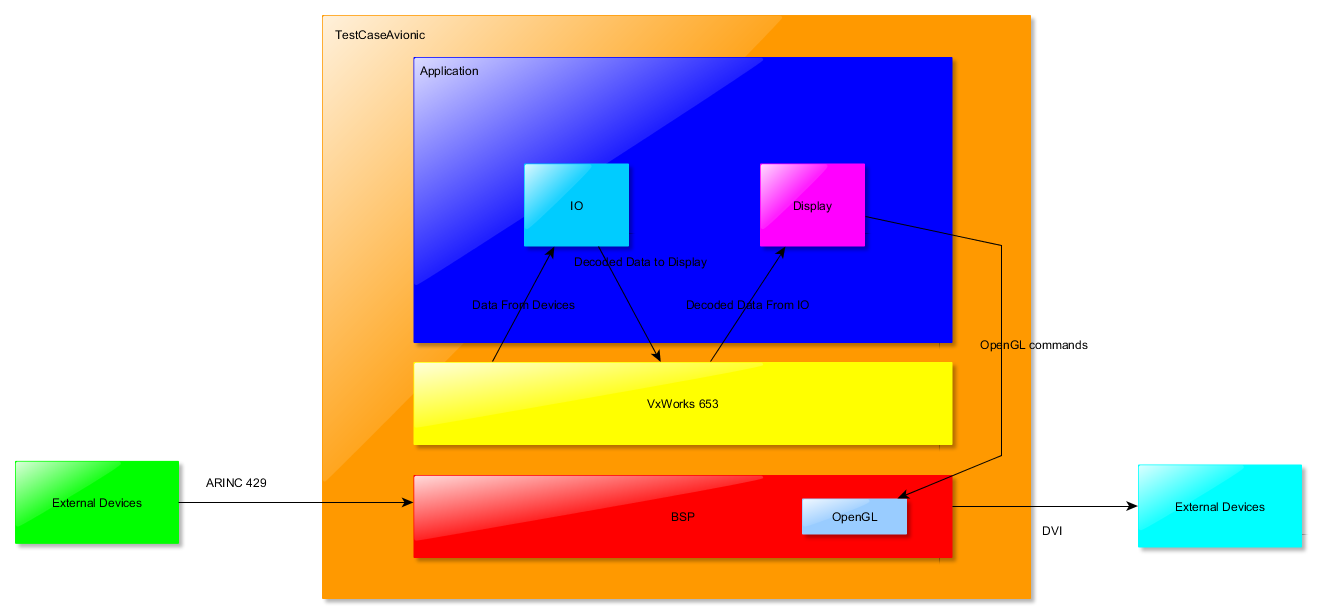 TestCaseAvionic
Application
IO
Display
Decoded Data to Display
Data From Devices
Decoded Data From IO
OpenGL commands
VxWorks 653
External Devices
ARINC 429
BSP
OpenGL
DVI
External Devices